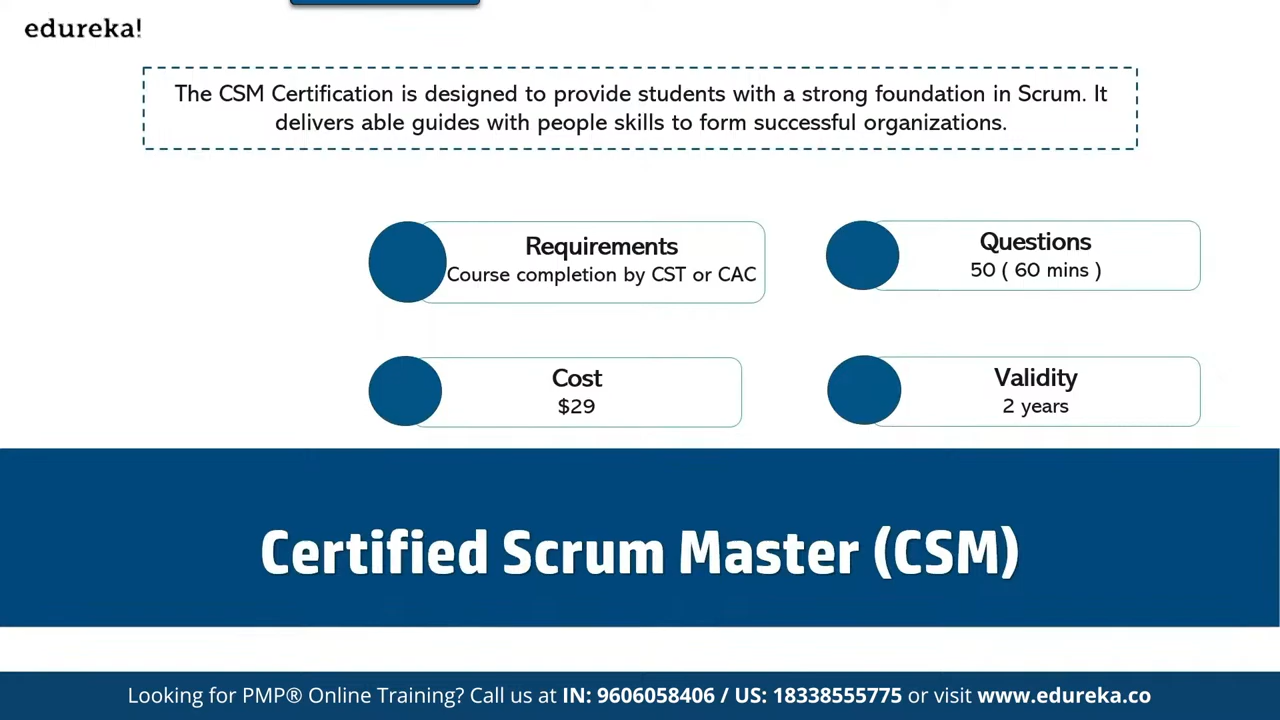 edureka!
The CSM Certification is designed to provide students with a strong foundation in Scrum. It
delivers able guides with people skills to form successful organizations.
Requirements
Course completion by CST or CAC
Questions
50 ( 60 mins )
Cost
$29
Validity
2 years
Certified Scrum Master (CSM)
Looking for PMP® Online Training? Call us at IN: 9606058406 / US: 18338555775 or visit www.edureka.co